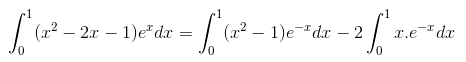 ∫₀¹ (x² − 2x − 1)eˣdx = ∫₀¹ (x² − 1)e⁻ˣdx − 2 ∫₀¹ x.e⁻ˣdx